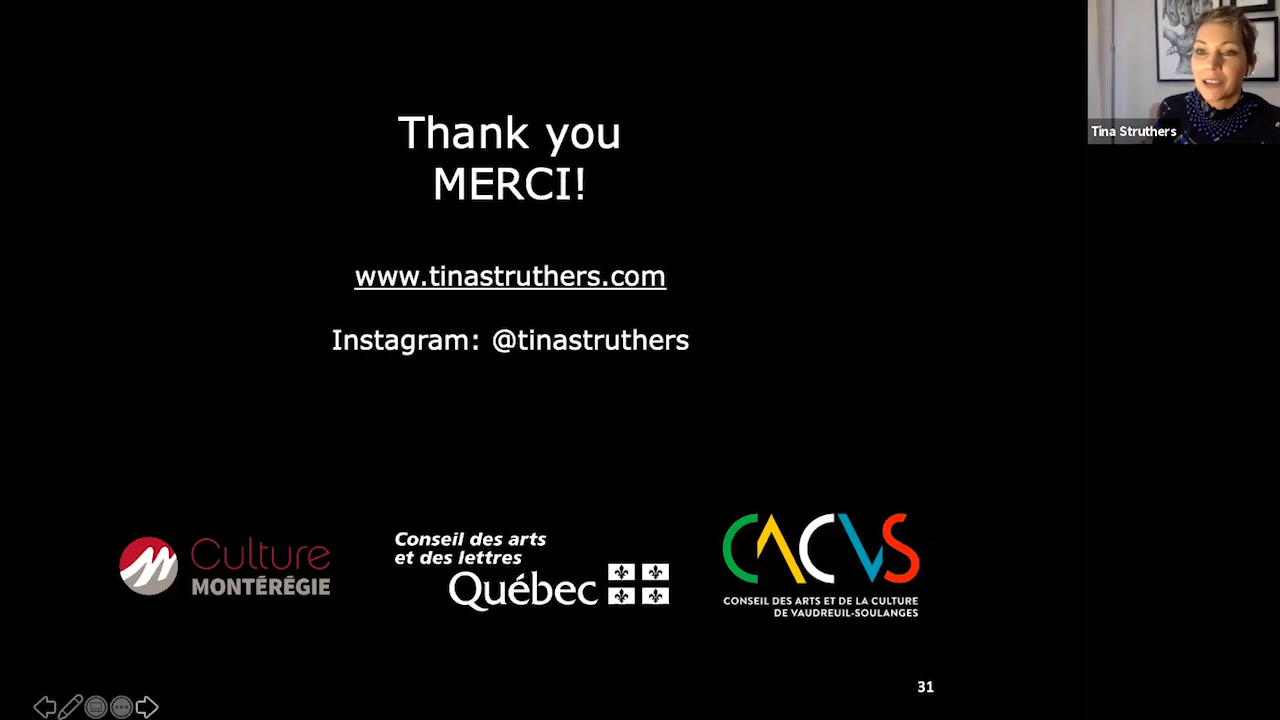 Thank you
MERCI!
www.tinastruthers.com
Instagram: @tinastruthers
Tina Struthers
Culture
MONTÉRÉGIE
Conseil des arts
et des lettres
Québec
CACVS
CONSEIL DES ARTS ET DE LA CULTURE
DE VAUDREUIL-SOULANGES
31